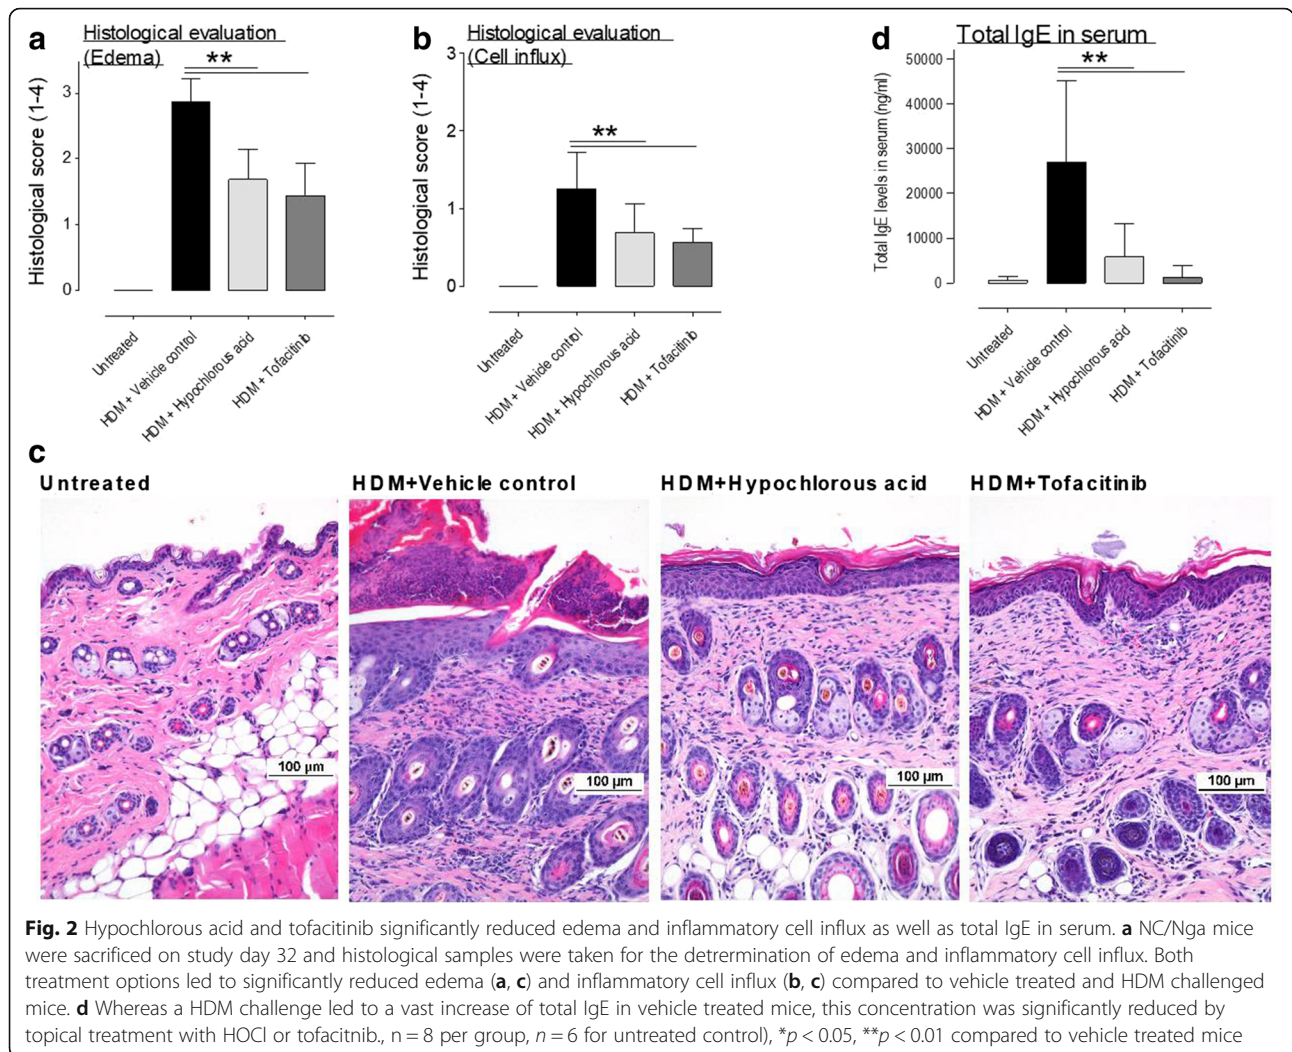 a
Histological evaluation
(Edema)
**
Histological score (1-4)
3
2
1
0
Untreated
HDM + Vehicle control
HDM + Hypochlorous acid
HDM + Tofacitinib
b
Histological evaluation
(Cell influx)
**
Histological score (1-4)
3
2
1
0
Untreated
HDM + Vehicle control
HDM + Hypochlorous acid
HDM + Tofacitinib
d
Total IgE in serum
**
Total IgE levels in serum (ng/ml)
50000
40000
30000
20000
10000
0
Untreated
HDM + Vehicle control
HDM + Hypochlorous acid
HDM + Tofacitinib
c
Untreated
HDM+Vehicle control
HDM+Hypochlorous acid
HDM+Tofacitinib
100 µm
100 µm
100 µm
100 µm
Fig. 2 Hypochlorous acid and tofacitinib significantly reduced edema and inflammatory cell influx as well as total IgE in serum. a NC/Nga mice
were sacrificed on study day 32 and histological samples were taken for the detrermination of edema and inflammatory cell influx. Both
treatment options led to significantly reduced edema (a, c) and inflammatory cell influx (b, c) compared to vehicle treated and HDM challenged
mice. d Whereas a HDM challenge led to a vast increase of total IgE in vehicle treated mice, this concentration was significantly reduced by
topical treatment with HOCl or tofacitnib., n = 8 per group, n = 6 for untreated control), *p < 0.05, **p < 0.01 compared to vehicle treated mice